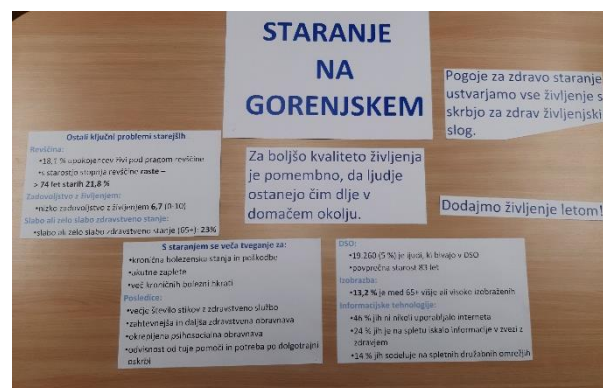 STARANJE
NA
GORENJSKEM
Pogoje za zdravo staranje
ustvarjamo vse življenje s
skrbjo za zdrav življenjski
slog.
Ostali ključni problemi starejših
Revščina:
•18,1 % upokojencev živi pod pragom revščine
•s starostjo stopnja revščine raste –
> 74 let starih 21,8 %
Zadovoljstvo z življenjem:
•nizko zadovoljstvo z življenjem 6,7 (0-10)
Slabo ali zelo slabo zdravstveno stanje:
•slabo ali zelo slabo zdravstveno stanje (65+) 23%
Za boljšo kvaliteto življenja
je pomembno, da ljudje
ostanejo čim dlje v
domačem okolju.
Dodajmo življenje letom!
S staranjem se veča tveganje za:
•kronična bolezenska stanja in poškodbe
•akutne zaplete
•več kroničnih bolezni hkrati
Posledice:
•večje število stikov z zdravstveno službo
•zahtevnejša in daljša zdravstvena obravnava
•okrepljena psihosocialna obravnava
•odvisnost od tuje pomoči in potreba po dolgotrajni
oskrbi
DSO:
•19.260 (5 %) je ljudi, ki bivajo v DSO
•povprečna starost 83 let
Izobrazba:
•13,2 % je med 65+ višje ali visoko izobraženih
Informacijske tehnologije:
•46 % jih ni nikoli uporabljalo interneta
•24 % jih je na spletu iskalo informacije v zvezi z
zdravjem
•14 % jih sodeluje na spletnih družabnih omrežjih